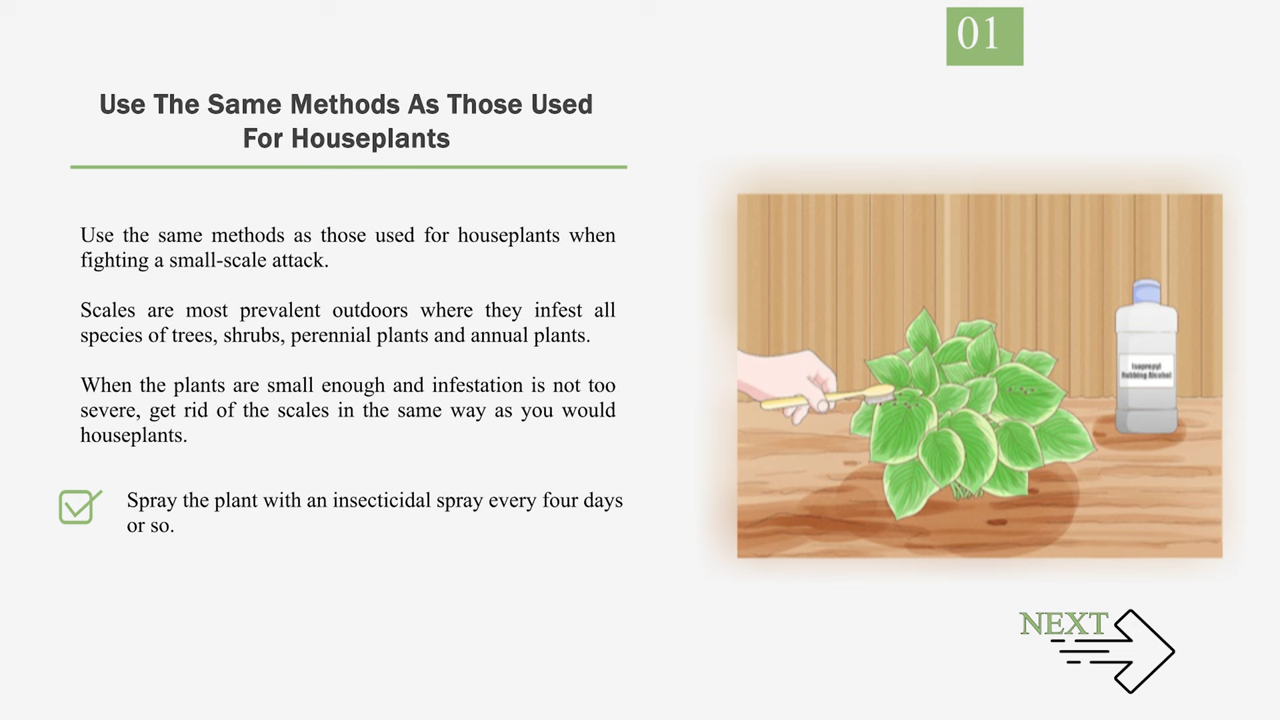 01
Use The Same Methods As Those Used
For Houseplants
Use the same methods as those used for houseplants when
fighting a small-scale attack.
Scales are most prevalent outdoors where they infest all
species of trees, shrubs, perennial plants and annual plants.
When the plants are small enough and infestation is not too
severe, get rid of the scales in the same way as you would
houseplants.
Spray the plant with an insecticidal spray every four days
or so.
Isopropyl
Rubbing Alcohol
NEXT